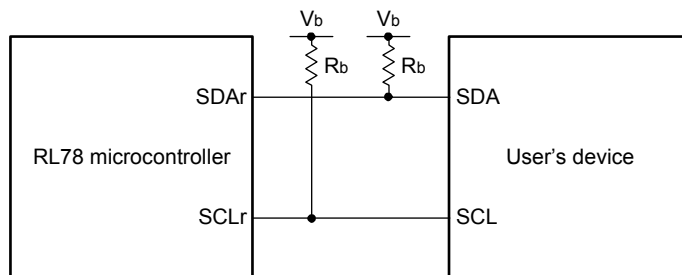 Vb Vb
Rb Rb
SDAr SDA
RL78 microcontroller User's device
SCLr SCL